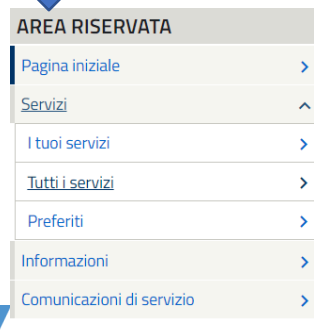 AREA RISERVATA
Pagina iniziale
Servizi
I tuoi servizi
Tutti i servizi
Preferiti
Informazioni
Comunicazioni di servizio